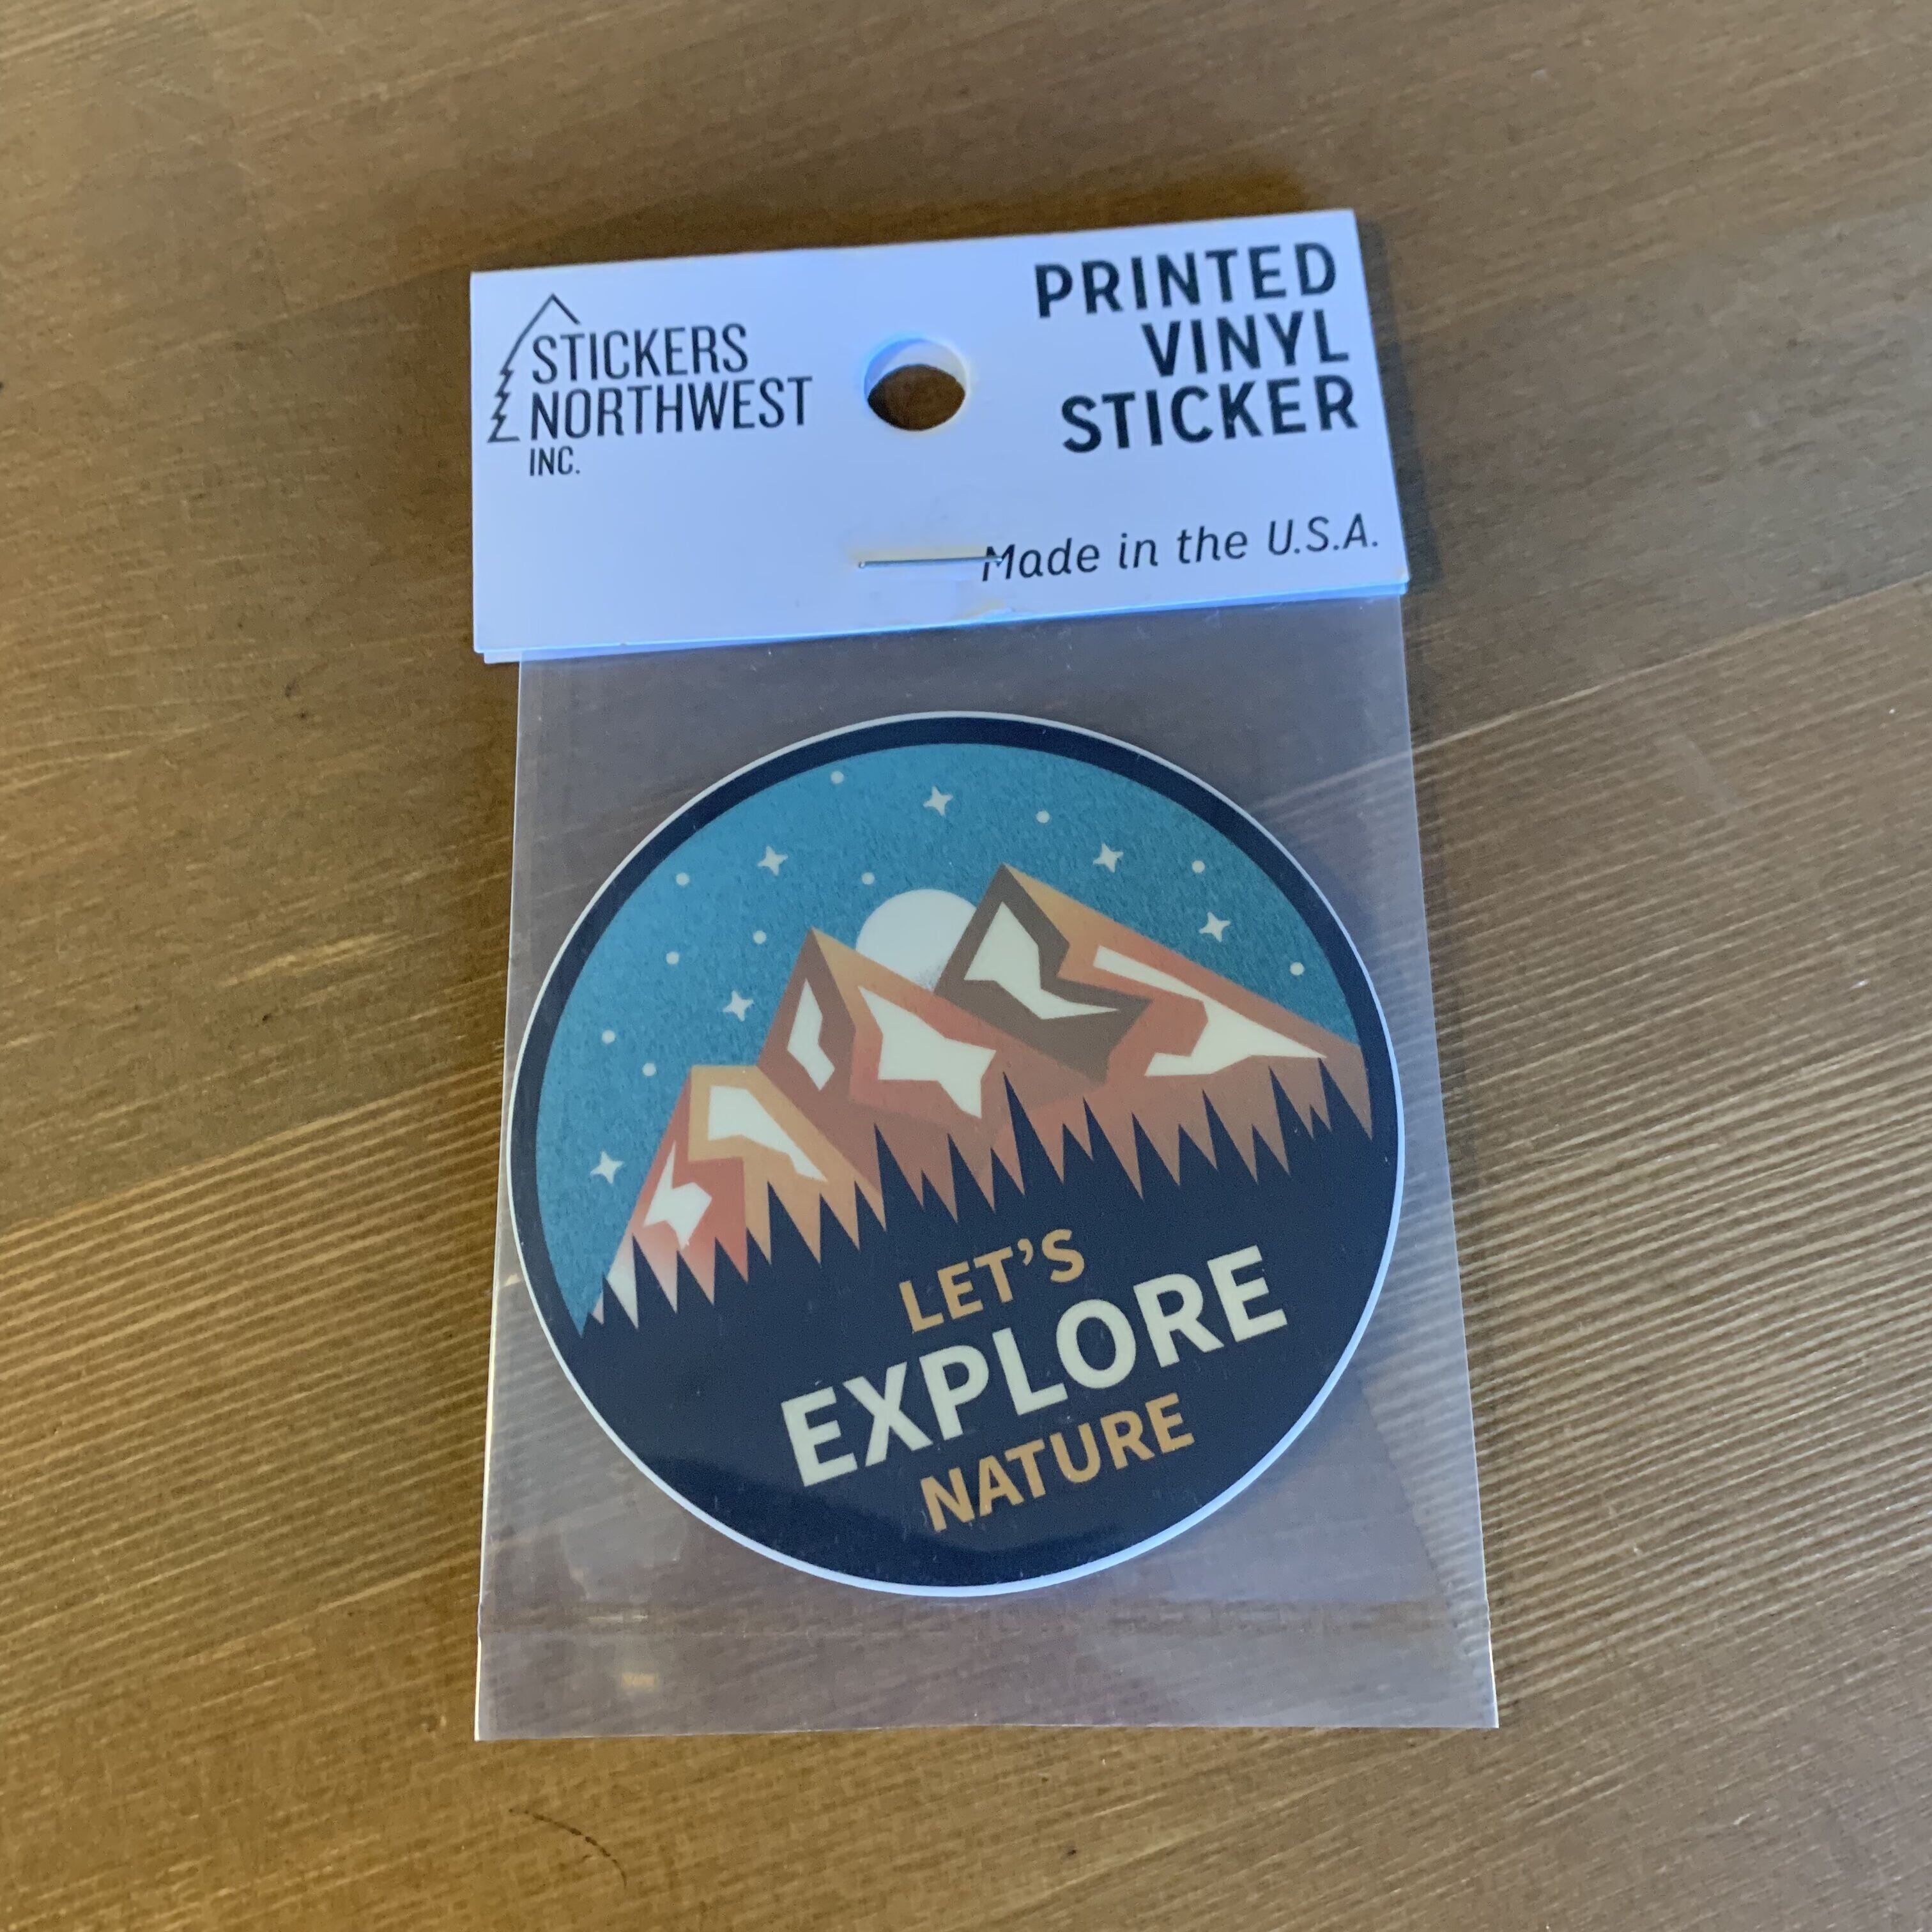 STICKERS
NORTHWEST
INC.
PRINTED
VINYL
STICKER
Made in the U.S.A.
LET'S
EXPLORE
NATURE